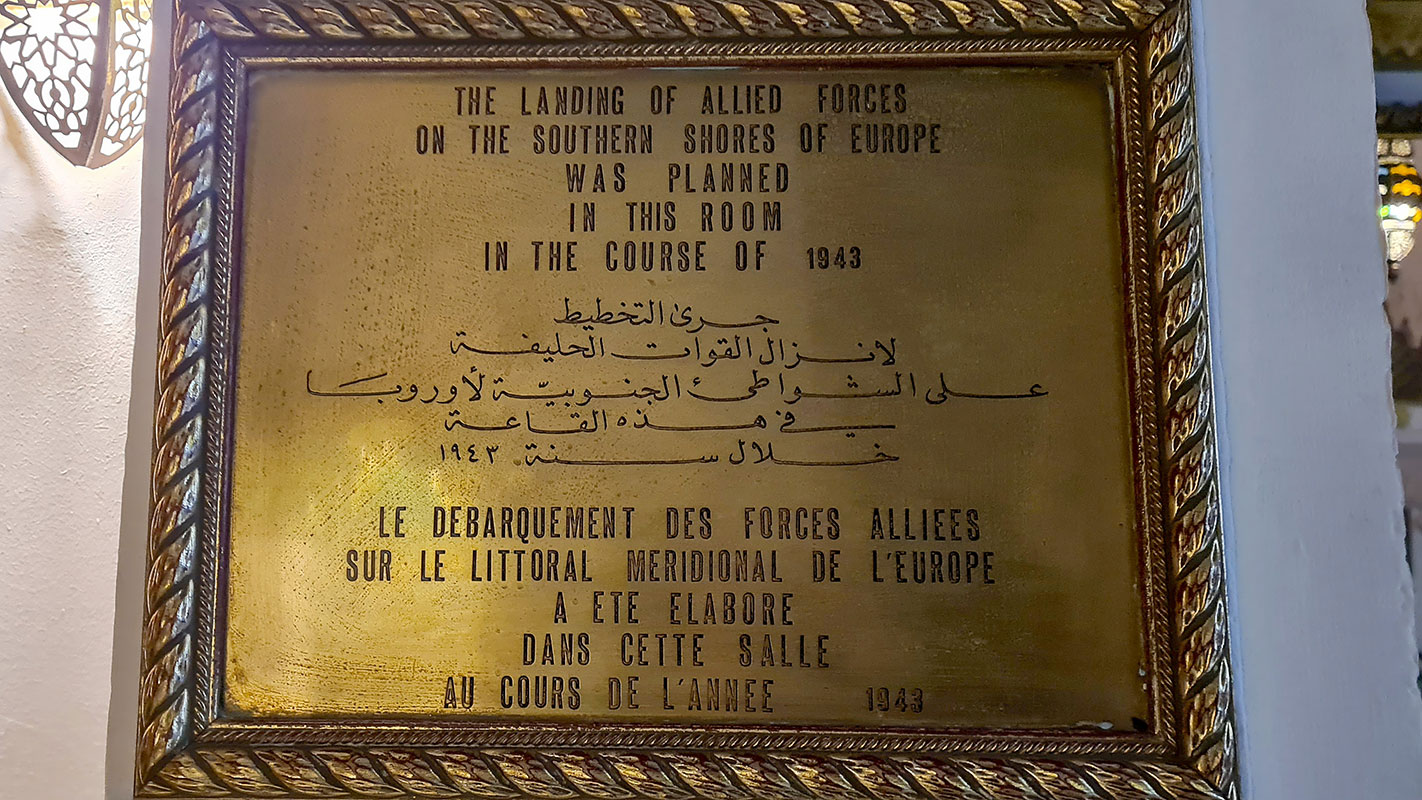 THE LANDING OF ALLIED FORCES
ON THE SOUTHERN SHORES OF EUROPE
WAS PLANNED
IN THIS ROOM
IN THE COURSE OF 1943
جرى التخطيط
لانزال القوات الحليفة
على الشواطئ الجنوبيّة لأوروبا
في هذه القاعة
خلال سنة ١٩٤٣
LE DEBARQUEMENT DES FORCES ALLIEES
SUR LE LITTORAL MERIDIONAL DE L'EUROPE
A ETE ELABORE
DANS CETTE SALLE
AU COURS DE L'ANNEE 1943